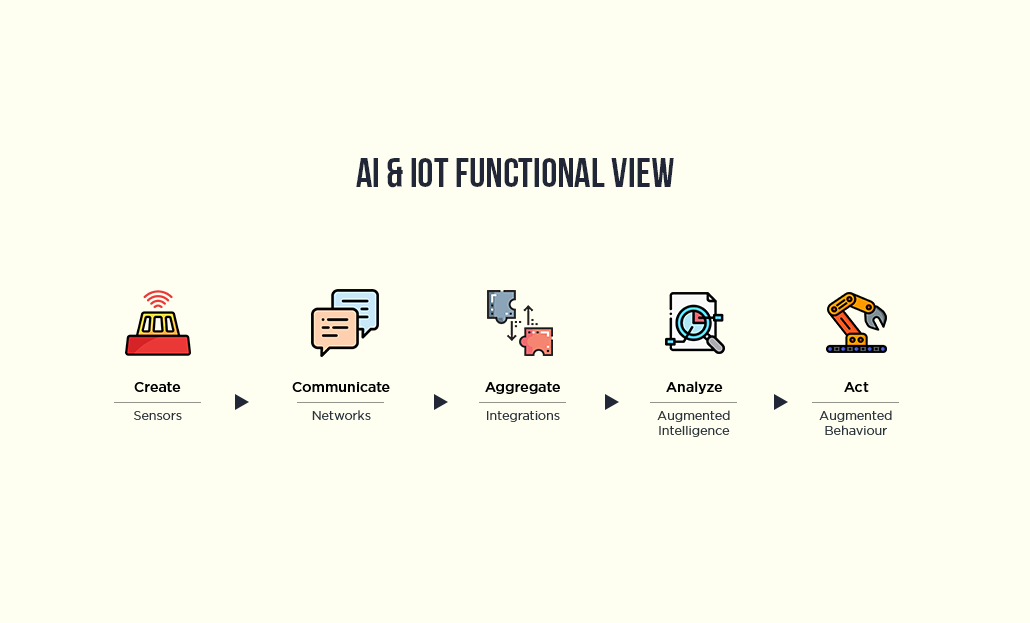 AI & IOT FUNCTIONAL VIEW
Create
Sensors
Communicate
Networks
Aggregate
Integrations
Analyze
Augmented
Intelligence
Act
Augmented
Behaviour